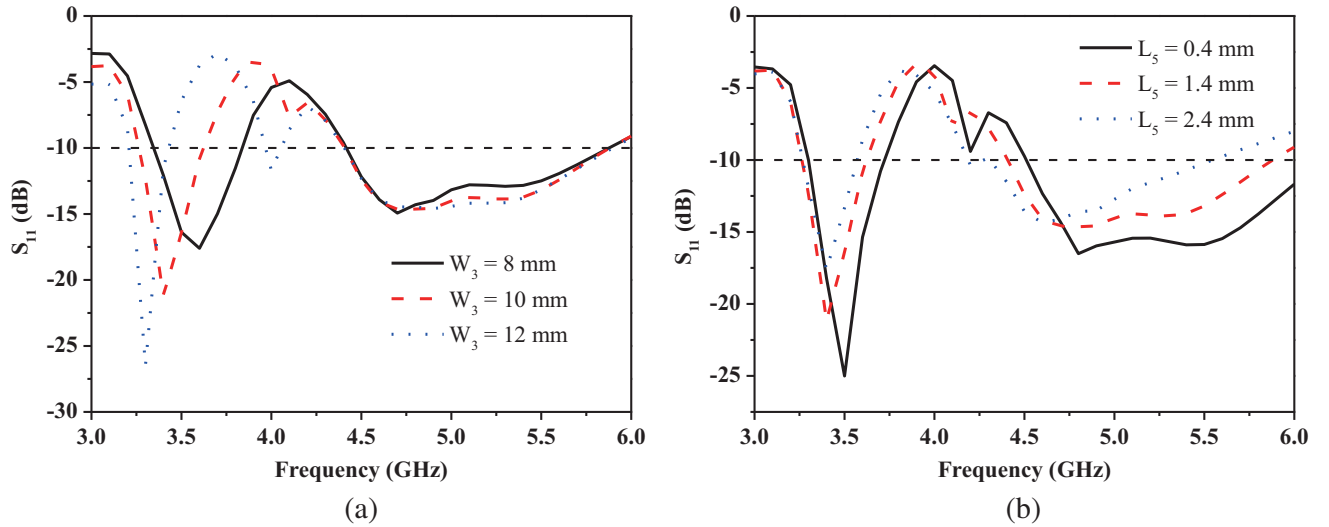 0
-5
-10
-15
-20
-25
-30
S11 (dB)
W3 = 8 mm
W3 = 10 mm
W3 = 12 mm
3.0 3.5 4.0 4.5 5.0 5.5 6.0
Frequency (GHz)
(a)
0
-5
-10
-15
-20
-25
S11 (dB)
L5 = 0.4 mm
L5 = 1.4 mm
L5 = 2.4 mm
3.0 3.5 4.0 4.5 5.0 5.5 6.0
Frequency (GHz)
(b)